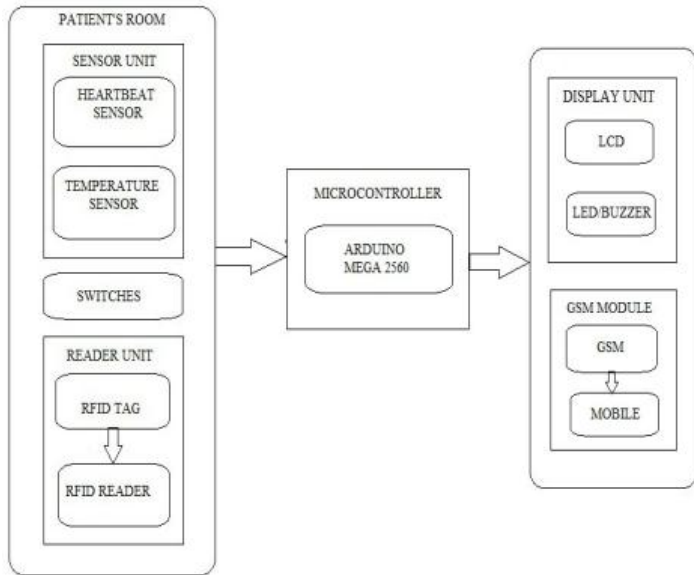 PATIENT'S ROOM
SENSOR UNIT
HEARTBEAT
SENSOR
TEMPERATURE
SENSOR
SWITCHES
READER UNIT
RFID TAG
RFID READER
MICROCONTROLLER
ARDUINO
MEGA 2560
DISPLAY UNIT
LCD
LED/BUZZER
GSM MODULE
GSM
MOBILE